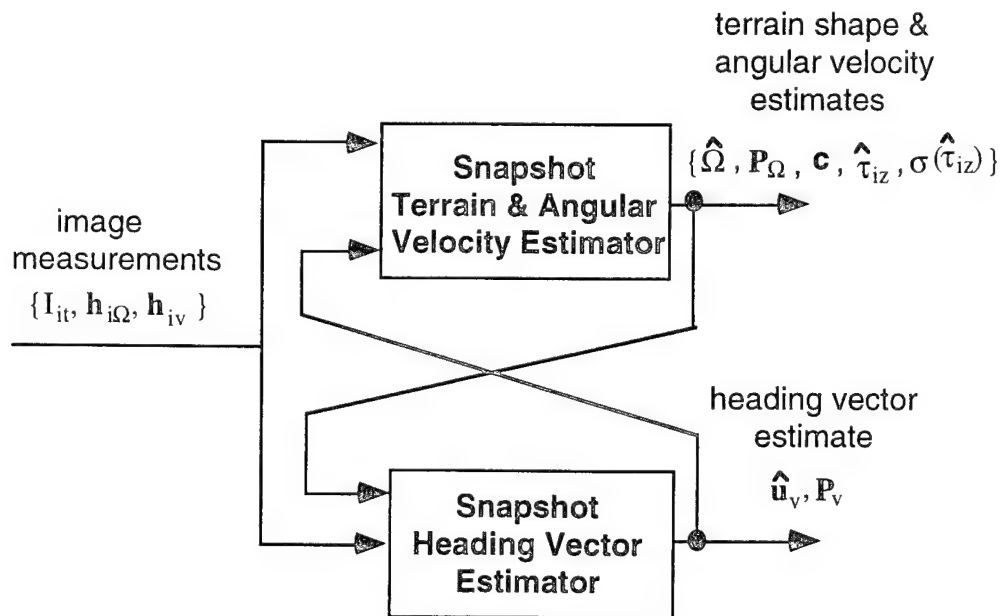 terrain shape &
angular velocity
estimates
{Ω̂, P_Ω, c, τ̂_iz, σ(τ̂_iz)}
Snapshot
Terrain & Angular
Velocity Estimator
image
measurements
{I_it, h_iΩ, h_iv}
heading vector
estimate
û_v, P_v
Snapshot
Heading Vector
Estimator